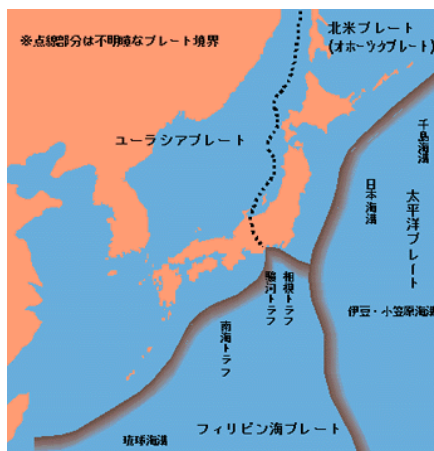 ※点線部分は不明瞭なプレート境界
北米プレート
(オホーツクプレート)
ユーラシアプレート
千島海溝
日本海溝
太平洋プレート
相模トラフ
駿河トラフ
伊豆・小笠原海溝
南海トラフ
フィリピン海プレート
琉球海溝